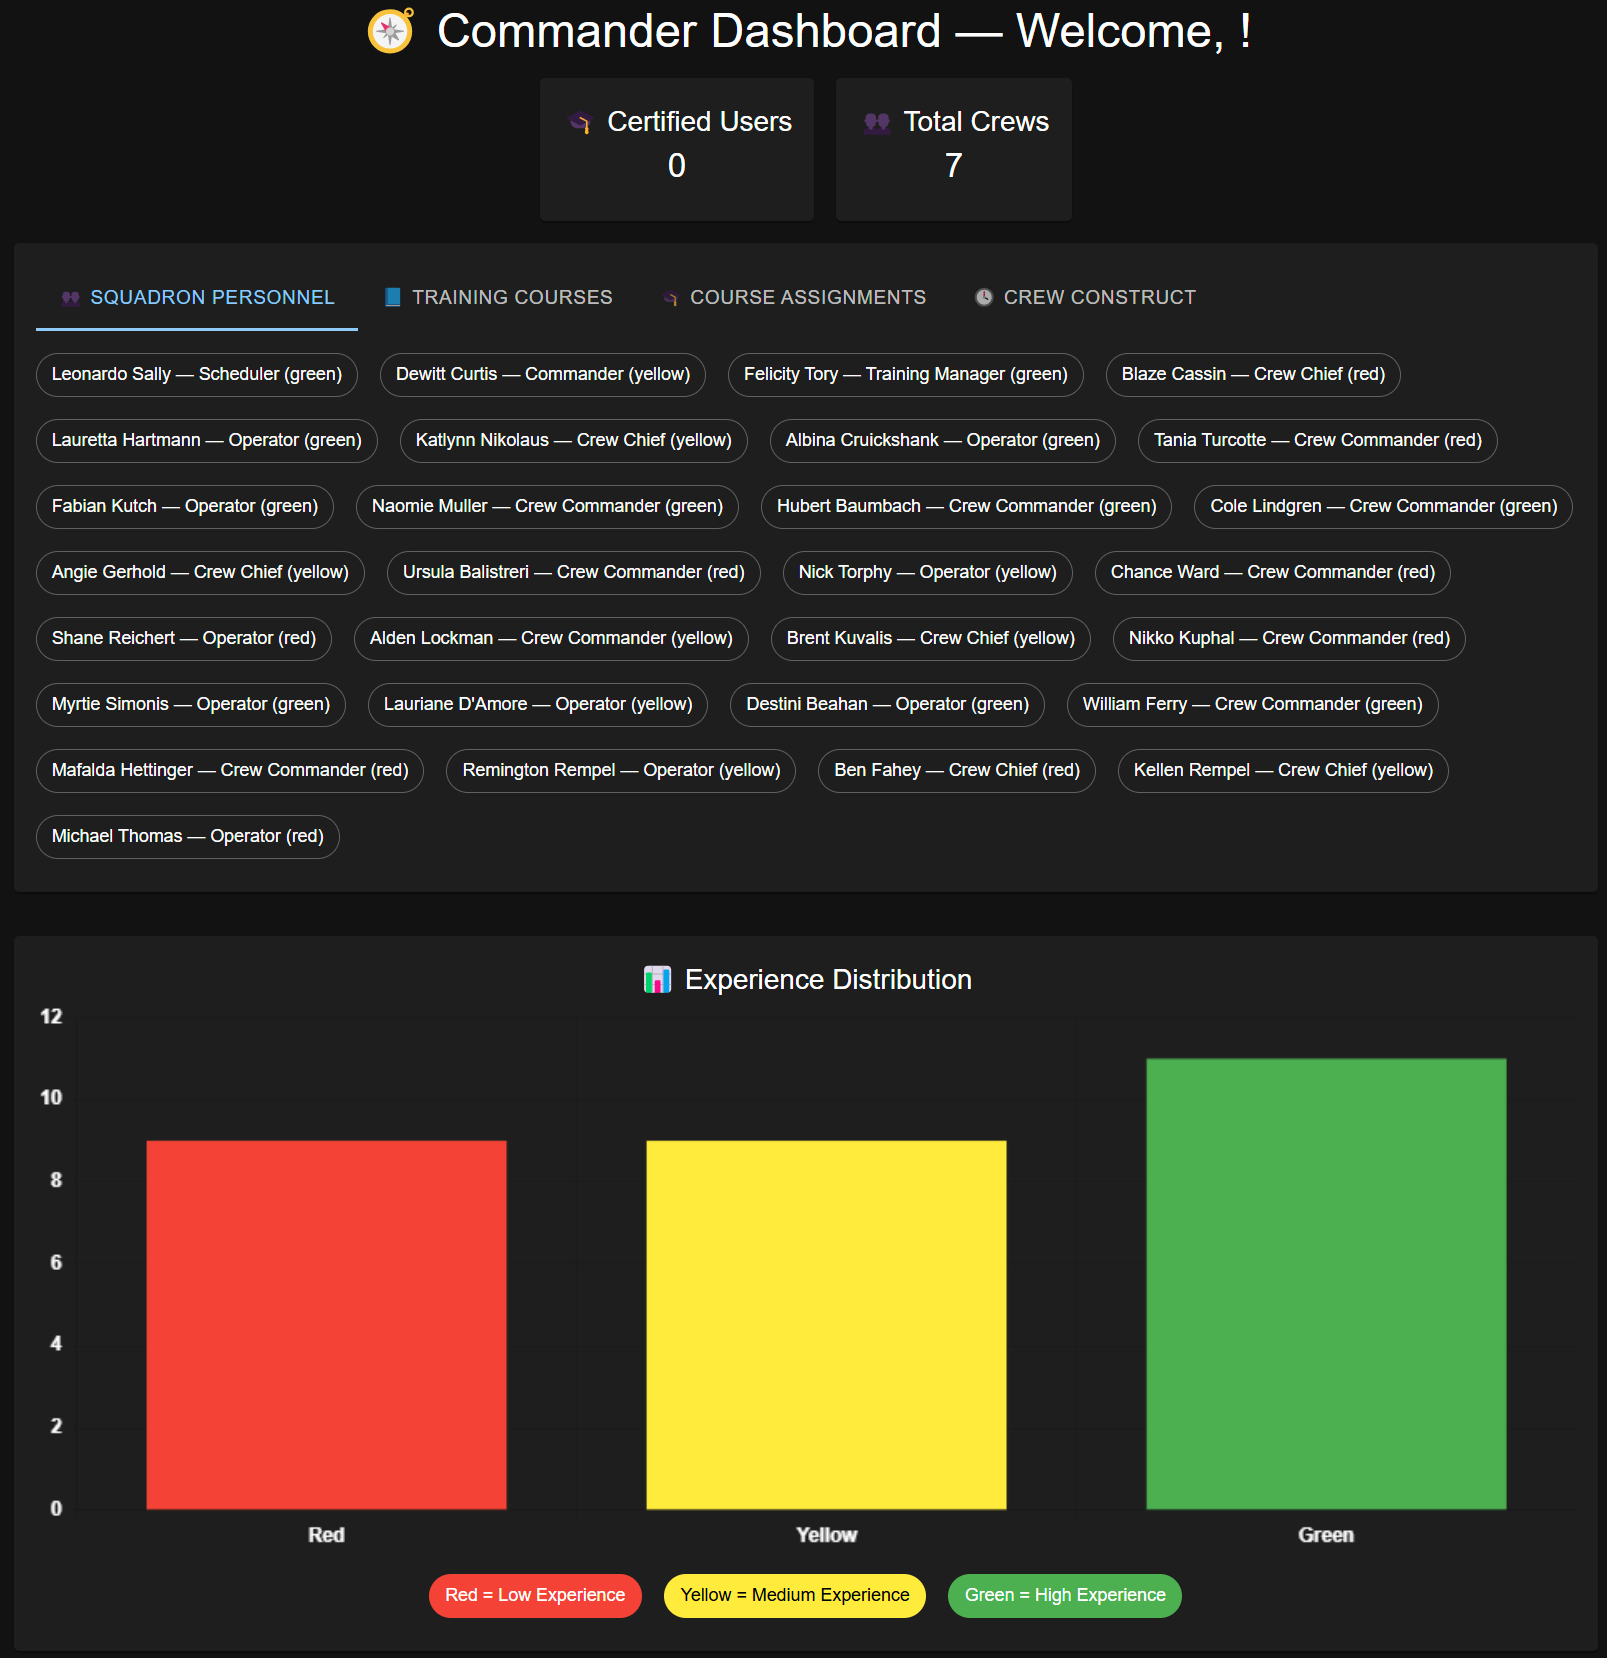 Commander Dashboard — Welcome, !
Certified Users
0
Total Crews
7
SQUADRON PERSONNEL
TRAINING COURSES
COURSE ASSIGNMENTS
CREW CONSTRUCT
Leonardo Sally — Scheduler (green)
Dewitt Curtis — Commander (yellow)
Felicity Tory — Training Manager (green)
Blaze Cassin — Crew Chief (red)
Lauretta Hartmann — Operator (green)
Katlynn Nikolaus — Crew Chief (yellow)
Albina Cruickshank — Operator (green)
Tania Turcotte — Crew Commander (red)
Fabian Kutch — Operator (green)
Naomie Muller — Crew Commander (green)
Hubert Baumbach — Crew Commander (green)
Cole Lindgren — Crew Commander (green)
Angie Gerhold — Crew Chief (yellow)
Ursula Balistreri — Crew Commander (red)
Nick Torphy — Operator (yellow)
Chance Ward — Crew Commander (red)
Shane Reichert — Operator (red)
Alden Lockman — Crew Commander (yellow)
Brent Kuvalis — Crew Chief (yellow)
Nikko Kuphal — Crew Commander (red)
Myrtie Simonis — Operator (green)
Lauriane D'Amore — Operator (yellow)
Destini Beahan — Operator (green)
William Ferry — Crew Commander (green)
Mafalda Hettinger — Crew Commander (red)
Remington Rempel — Operator (yellow)
Ben Fahey — Crew Chief (red)
Kellen Rempel — Crew Chief (yellow)
Michael Thomas — Operator (red)
Experience Distribution
12
10
8
6
4
2
0
Red
Yellow
Green
Red = Low Experience
Yellow = Medium Experience
Green = High Experience